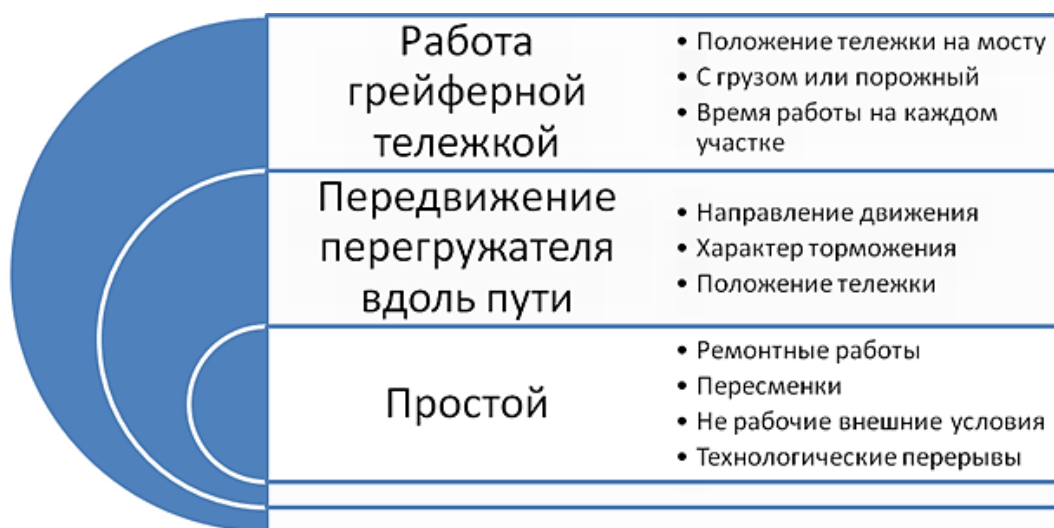 Работа
грейферной
тележкой
• Положение тележки на мосту
• С грузом или порожный
• Время работы на каждом
участке
Передвижение
перегружателя
вдоль пути
• Направление движения
• Характер торможения
• Положение тележки
Простой
• Ремонтные работы
• Пересменки
• Не рабочие внешние условия
• Технологические перерывы